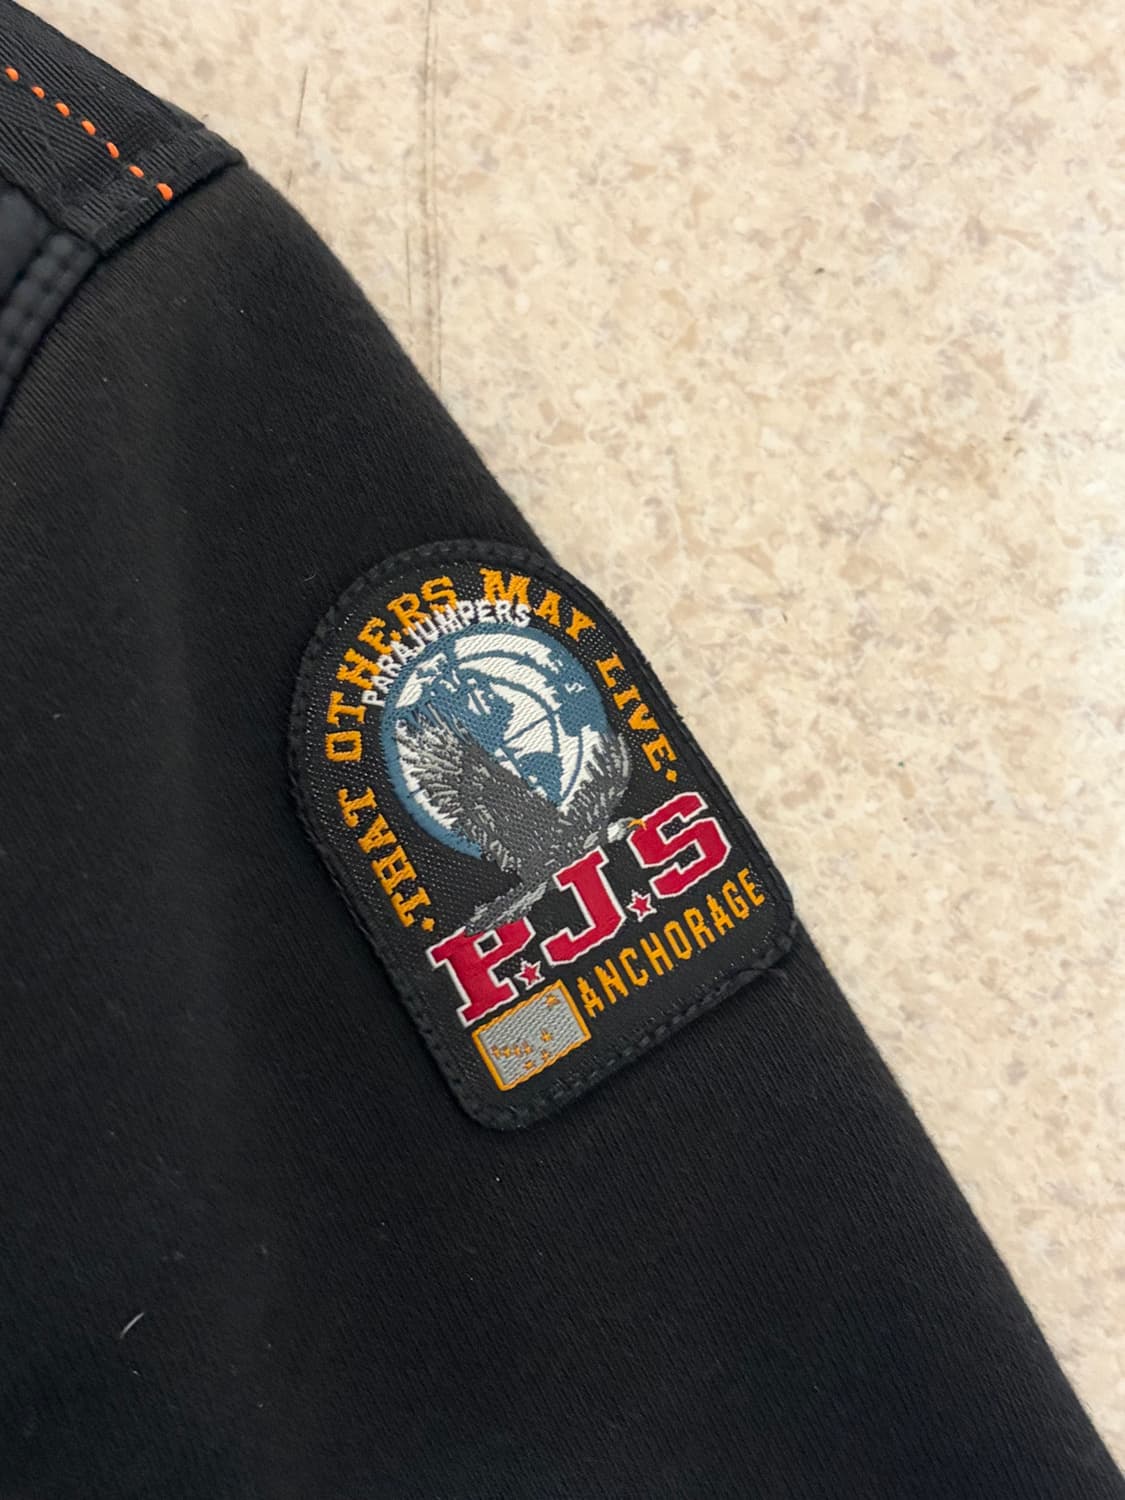 ·THAT OTHERS MAY LIVE·
PARAJUMPERS
P.J.S
ANCHORAGE